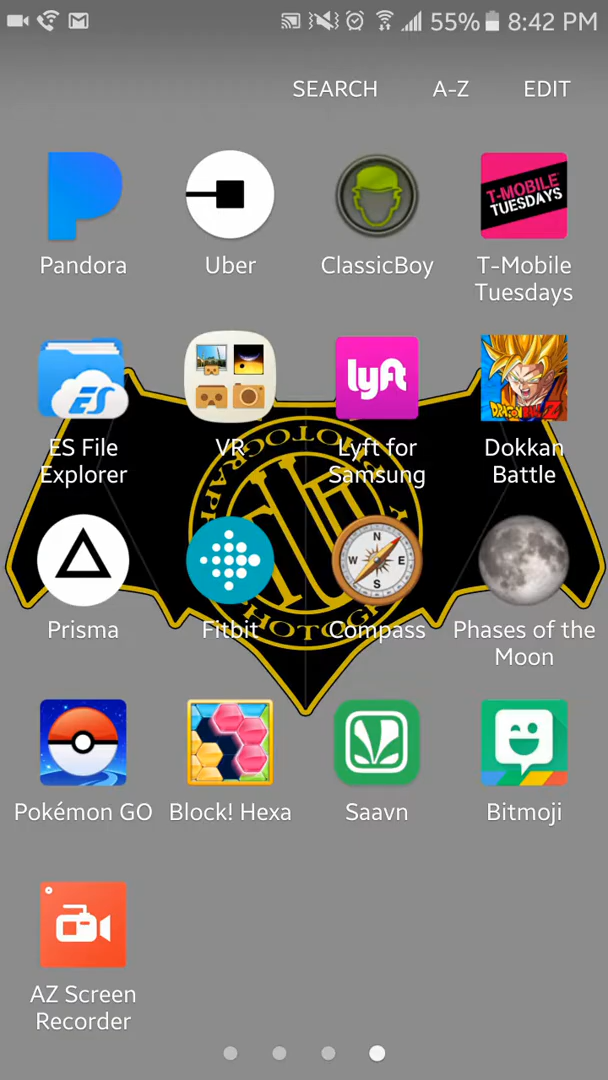 55% 8:42 PM
SEARCH A-Z EDIT
Pandora Uber ClassicBoy T-Mobile
Tuesdays
T-MOBILE
TUESDAYS
ES
lyft
DRAGONBALL Z
ES File
Explorer
VR
Lyft for
Samsung
Dokkan
Battle
N
W E
S
Prisma Fitbit Compass Phases of the
Moon
Pokémon GO Block! Hexa Saavn Bitmoji
AZ Screen
Recorder